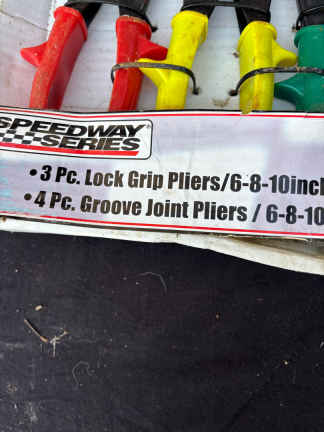 SPEEDWAY
SERIES
• 3 Pc. Lock Grip Pliers/6-8-10inch
• 4 Pc. Groove Joint Pliers / 6-8-10